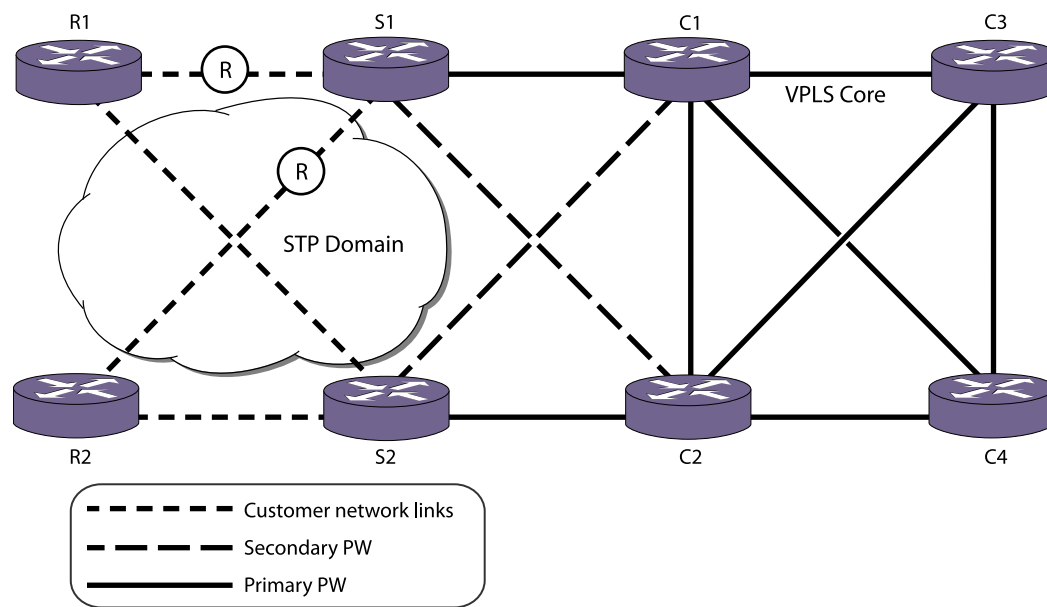 R1
S1
C1
C3
R
VPLS Core
R
STP Domain
R2
S2
C2
C4
Customer network links
Secondary PW
Primary PW